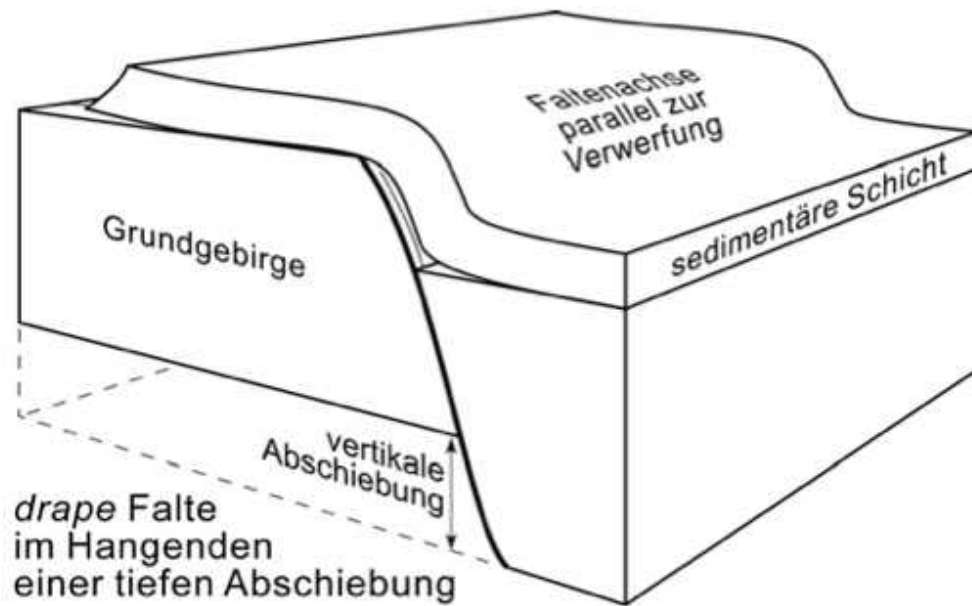 Faltenachse
parallel zur
Verwerfung
sedimentäre Schicht
Grundgebirge
vertikale
Abschiebung
drape Falte
im Hangenden
einer tiefen Abschiebung